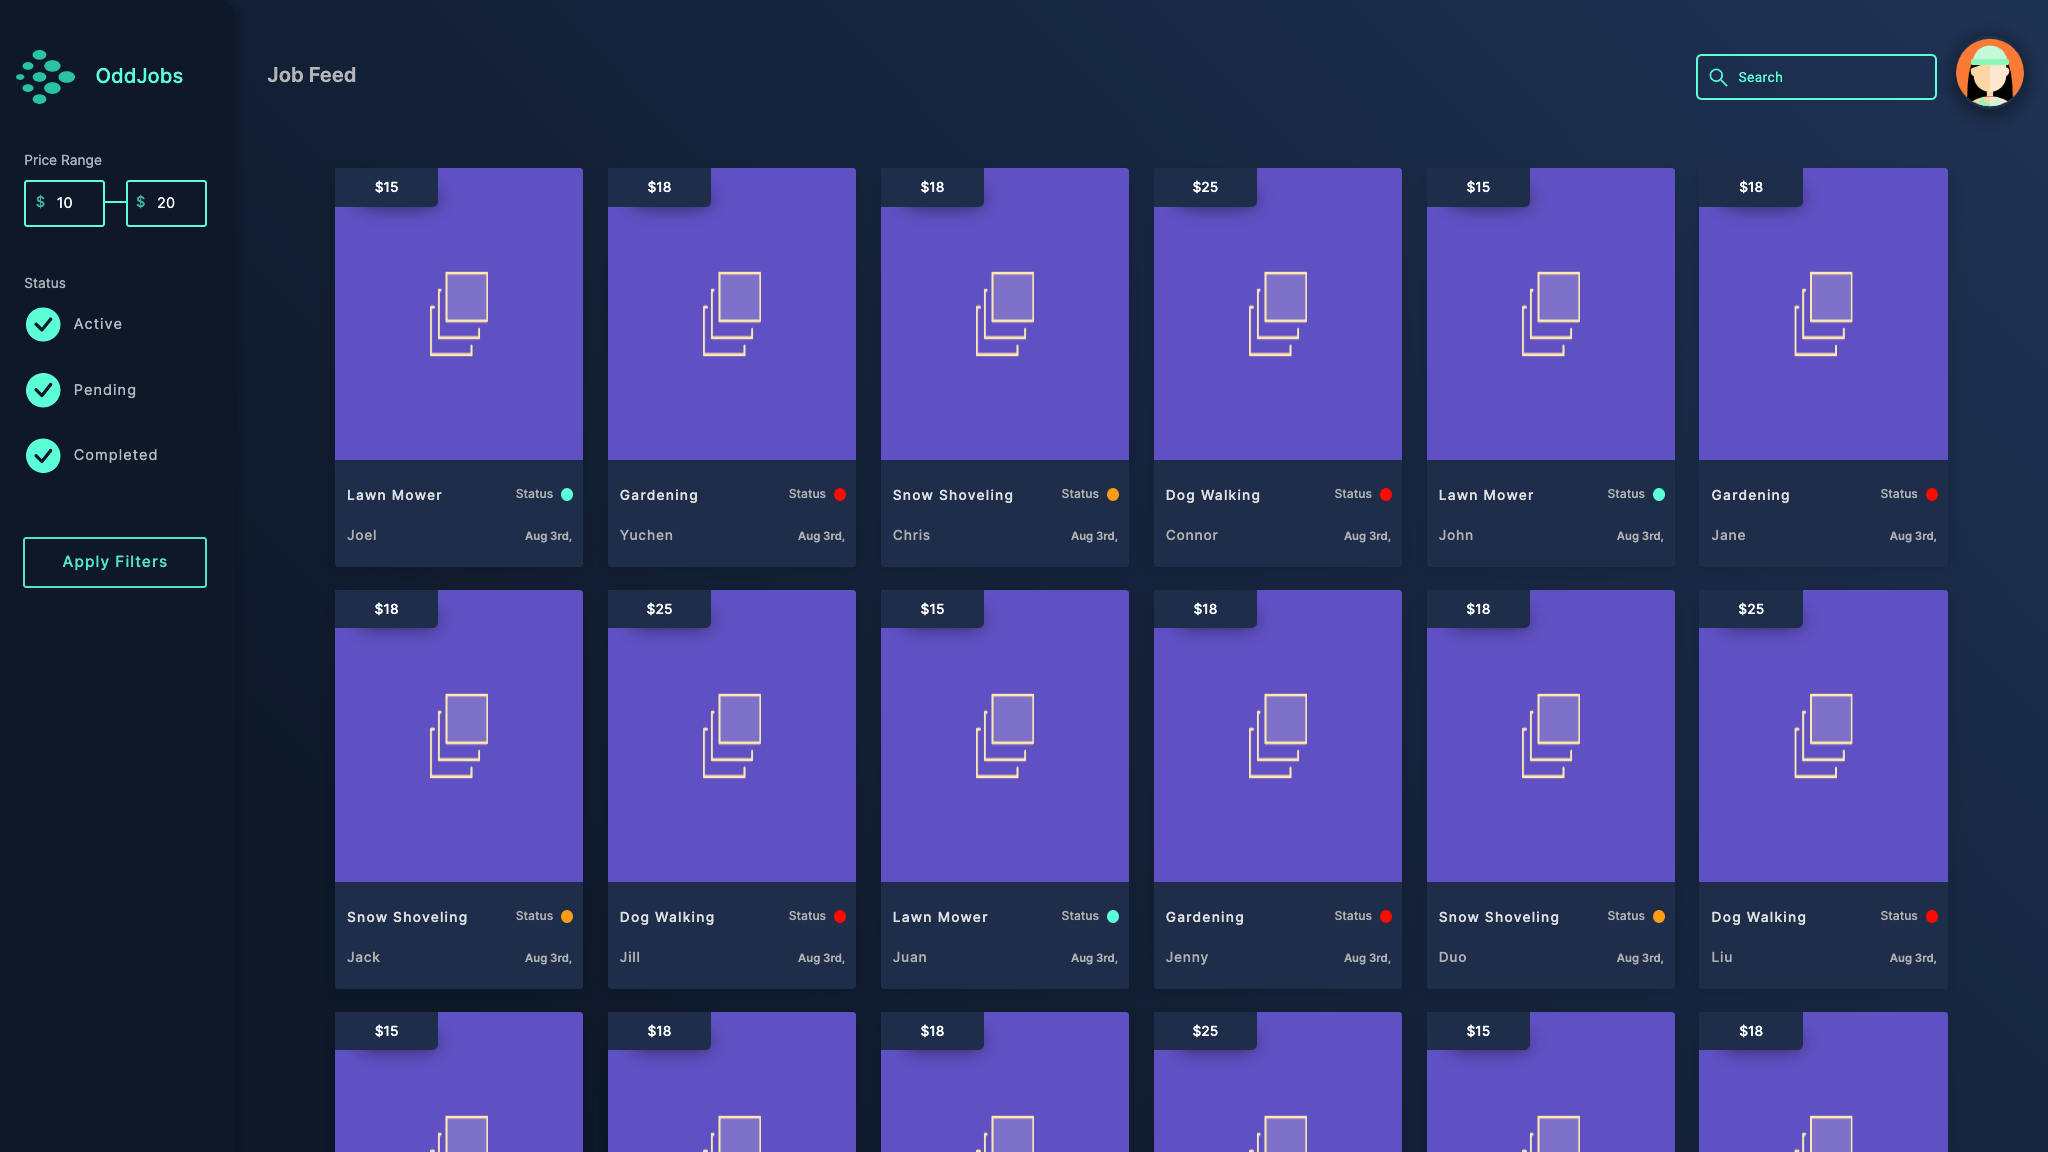 OddJobs
Job Feed
Search
Price Range
$ 10
$ 20
Status
Active
Pending
Completed
Apply Filters
$15
$18
$18
$25
$15
$18
Lawn Mower Status
Joel Aug 3rd,
Gardening Status
Yuchen Aug 3rd,
Snow Shoveling Status
Chris Aug 3rd,
Dog Walking Status
Connor Aug 3rd,
Lawn Mower Status
John Aug 3rd,
Gardening Status
Jane Aug 3rd,
$18
$25
$15
$18
$18
$25
Snow Shoveling Status
Jack Aug 3rd,
Dog Walking Status
Jill Aug 3rd,
Lawn Mower Status
Juan Aug 3rd,
Gardening Status
Jenny Aug 3rd,
Snow Shoveling Status
Duo Aug 3rd,
Dog Walking Status
Liu Aug 3rd,
$15
$18
$18
$25
$15
$18